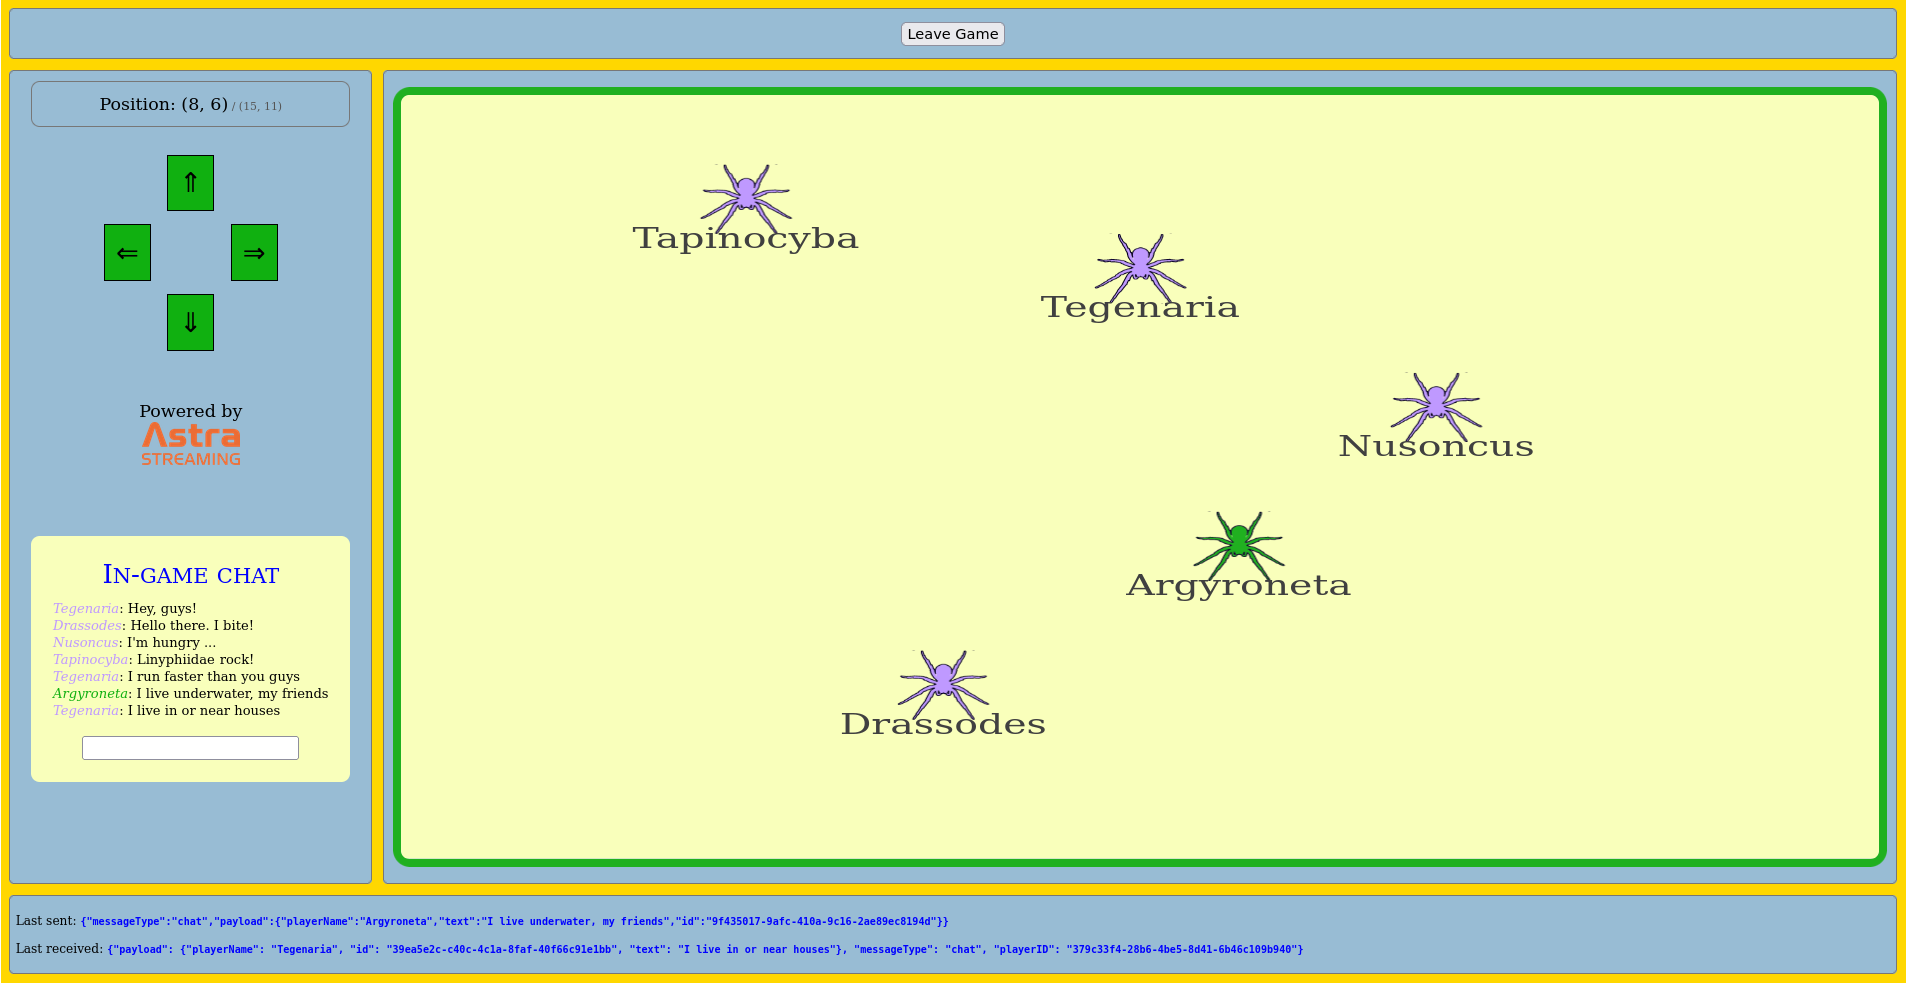 Leave Game
Position: (8, 6) / (15, 11)
⇑
⇐ ⇒
⇓
Powered by
Astra
STREAMING
IN-GAME CHAT
Tegenaria: Hey, guys!
Drassodes: Hello there. I bite!
Nusoncus: I'm hungry ...
Tapinocyba: Linyphiidae rock!
Tegenaria: I run faster than you guys
Argyroneta: I live underwater, my friends
Tegenaria: I live in or near houses
Tapinocyba
Tegenaria
Nusoncus
Argyroneta
Drassodes
Last sent: {"messageType":"chat","payload":{"playerName":"Argyroneta","text":"I live underwater, my friends","id":"9f435017-9afc-410a-9c16-2ae89ec8194d"}}
Last received: {"payload": {"playerName": "Tegenaria", "id": "39ea5e2c-c40c-4c1a-8faf-40f66c91e1bb", "text": "I live in or near houses"}, "messageType": "chat", "playerID": "379c33f4-28b6-4be5-8d41-6b46c109b940"}